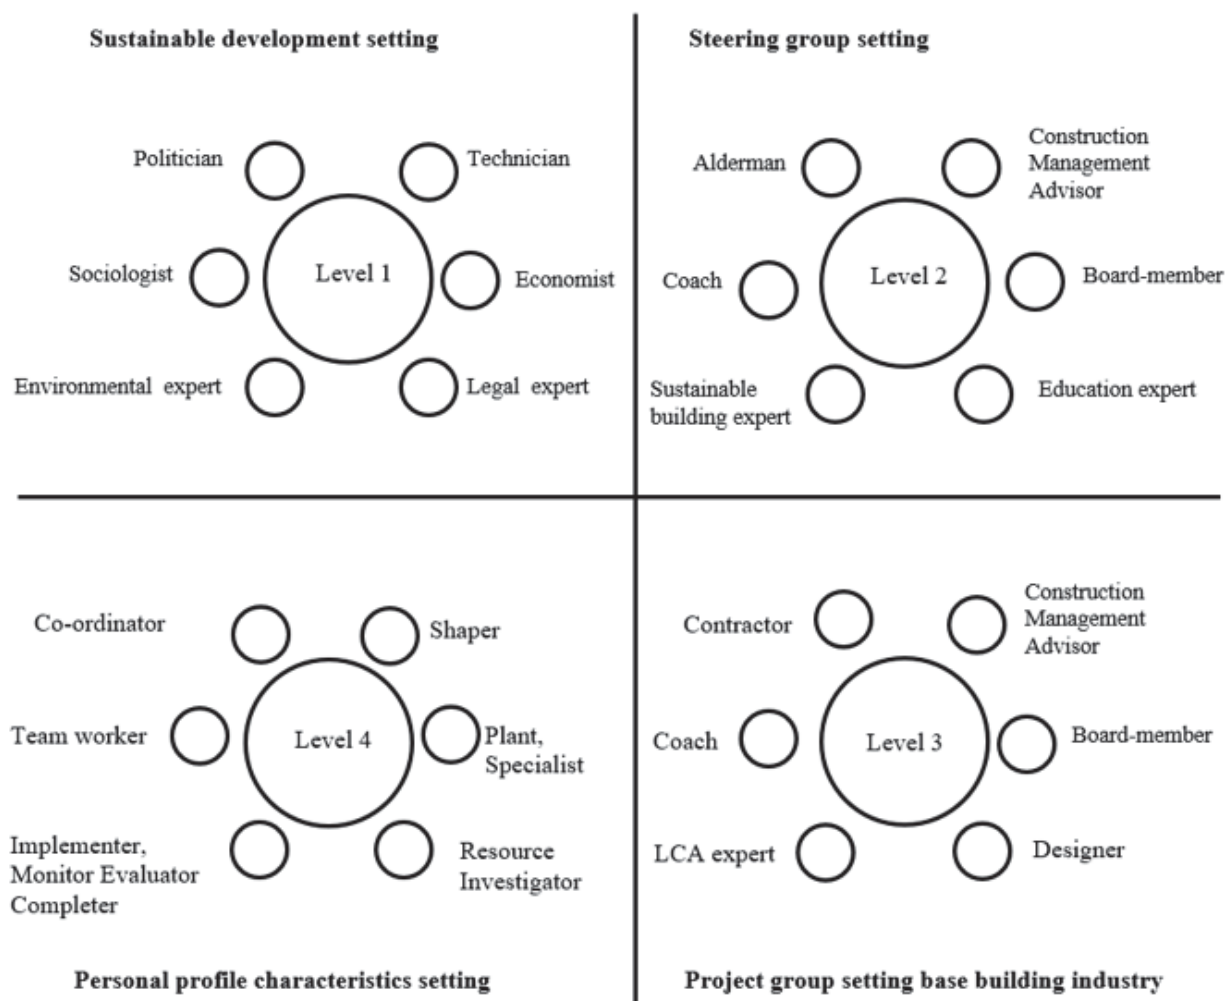 Sustainable development setting
Politician
Technician
Sociologist
Level 1
Economist
Environmental expert
Legal expert
Steering group setting
Alderman
Construction
Management
Advisor
Coach
Level 2
Board-member
Sustainable
building expert
Education expert
Co-ordinator
Shaper
Team worker
Level 4
Plant,
Specialist
Implementer,
Monitor Evaluator
Completer
Resource
Investigator
Personal profile characteristics setting
Contractor
Construction
Management
Advisor
Coach
Level 3
Board-member
LCA expert
Designer
Project group setting base building industry